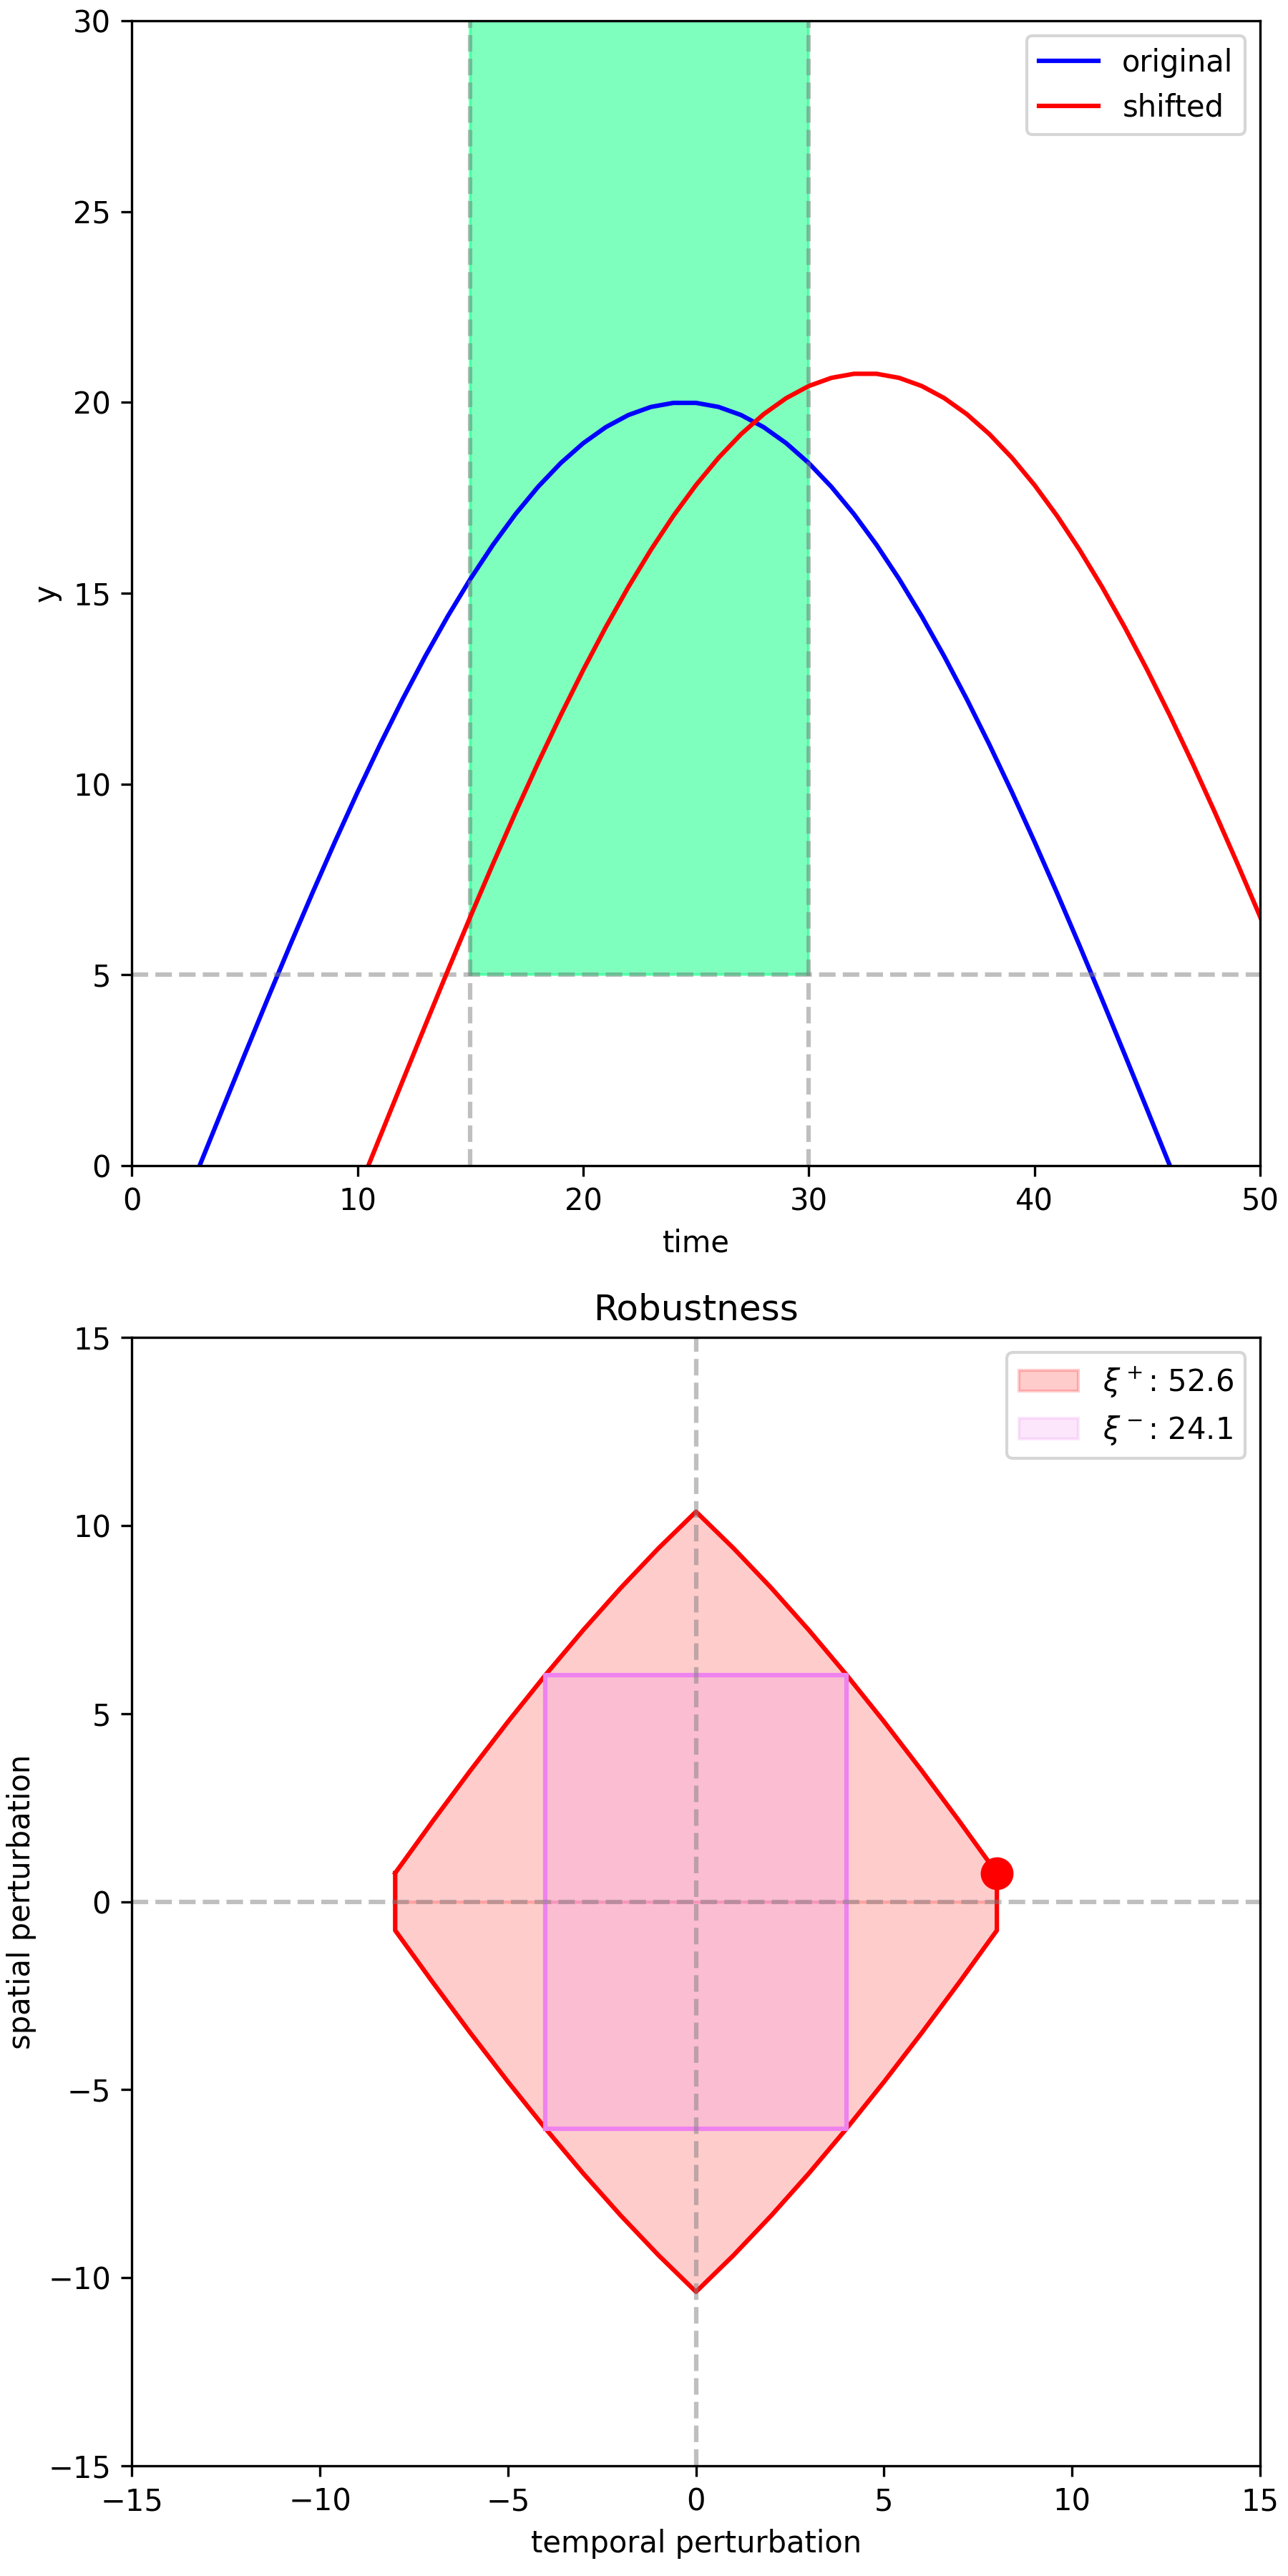 30
25
20
15
10
5
0
y
original
shifted
0 10 20 30 40 50
time
Robustness
15
10
5
0
−5
−10
−15
spatial perturbation
ξ⁺: 52.6
ξ⁻: 24.1
−15 −10 −5 0 5 10 15
temporal perturbation